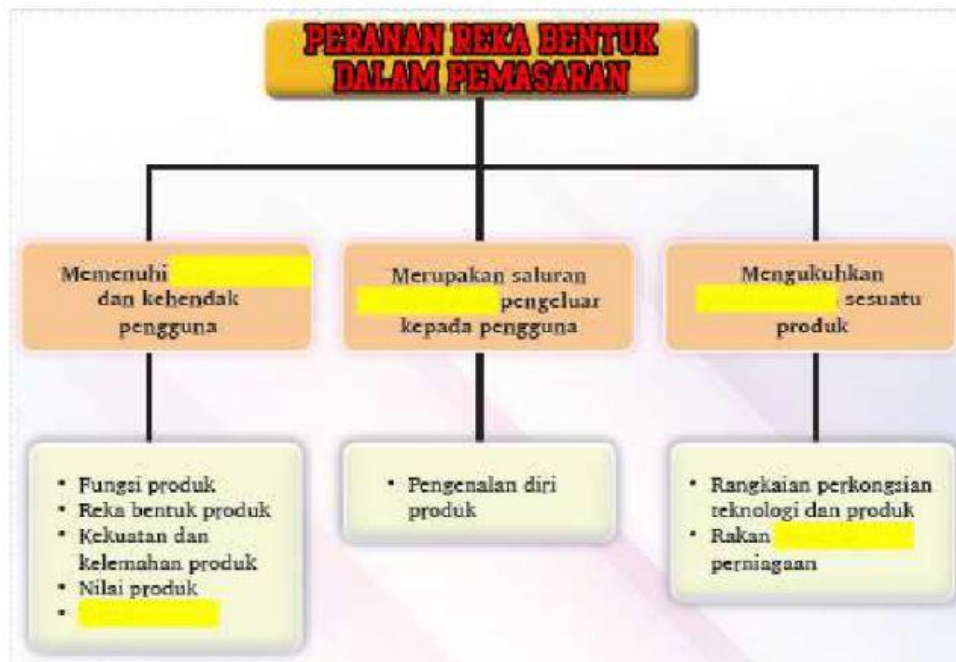 PERANAN REKA BENTUK
DALAM PEMASARAN
Memenuhi
dan kehendak
pengguna
Merupakan saluran
pengeluar
kepada pengguna
Mengukuhkan
sesuatu
produk
• Fungsi produk
• Reka bentuk produk
• Kekuatan dan
kelemahan produk
• Nilai produk
•
• Pengenalan diri
produk
• Rangkaian perkongsian
teknologi dan produk
• Rakan
perniagaan